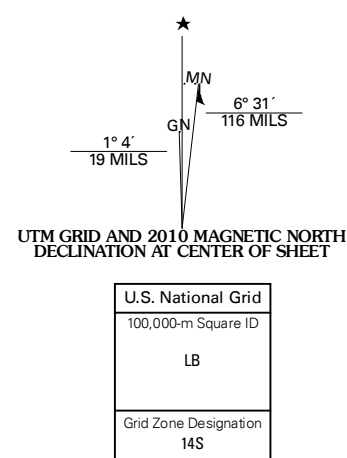 MN
GN
6° 31´
116 MILS
1° 4´
19 MILS
UTM GRID AND 2010 MAGNETIC NORTH
DECLINATION AT CENTER OF SHEET
U.S. National Grid
100,000-m Square ID
LB
Grid Zone Designation
14S